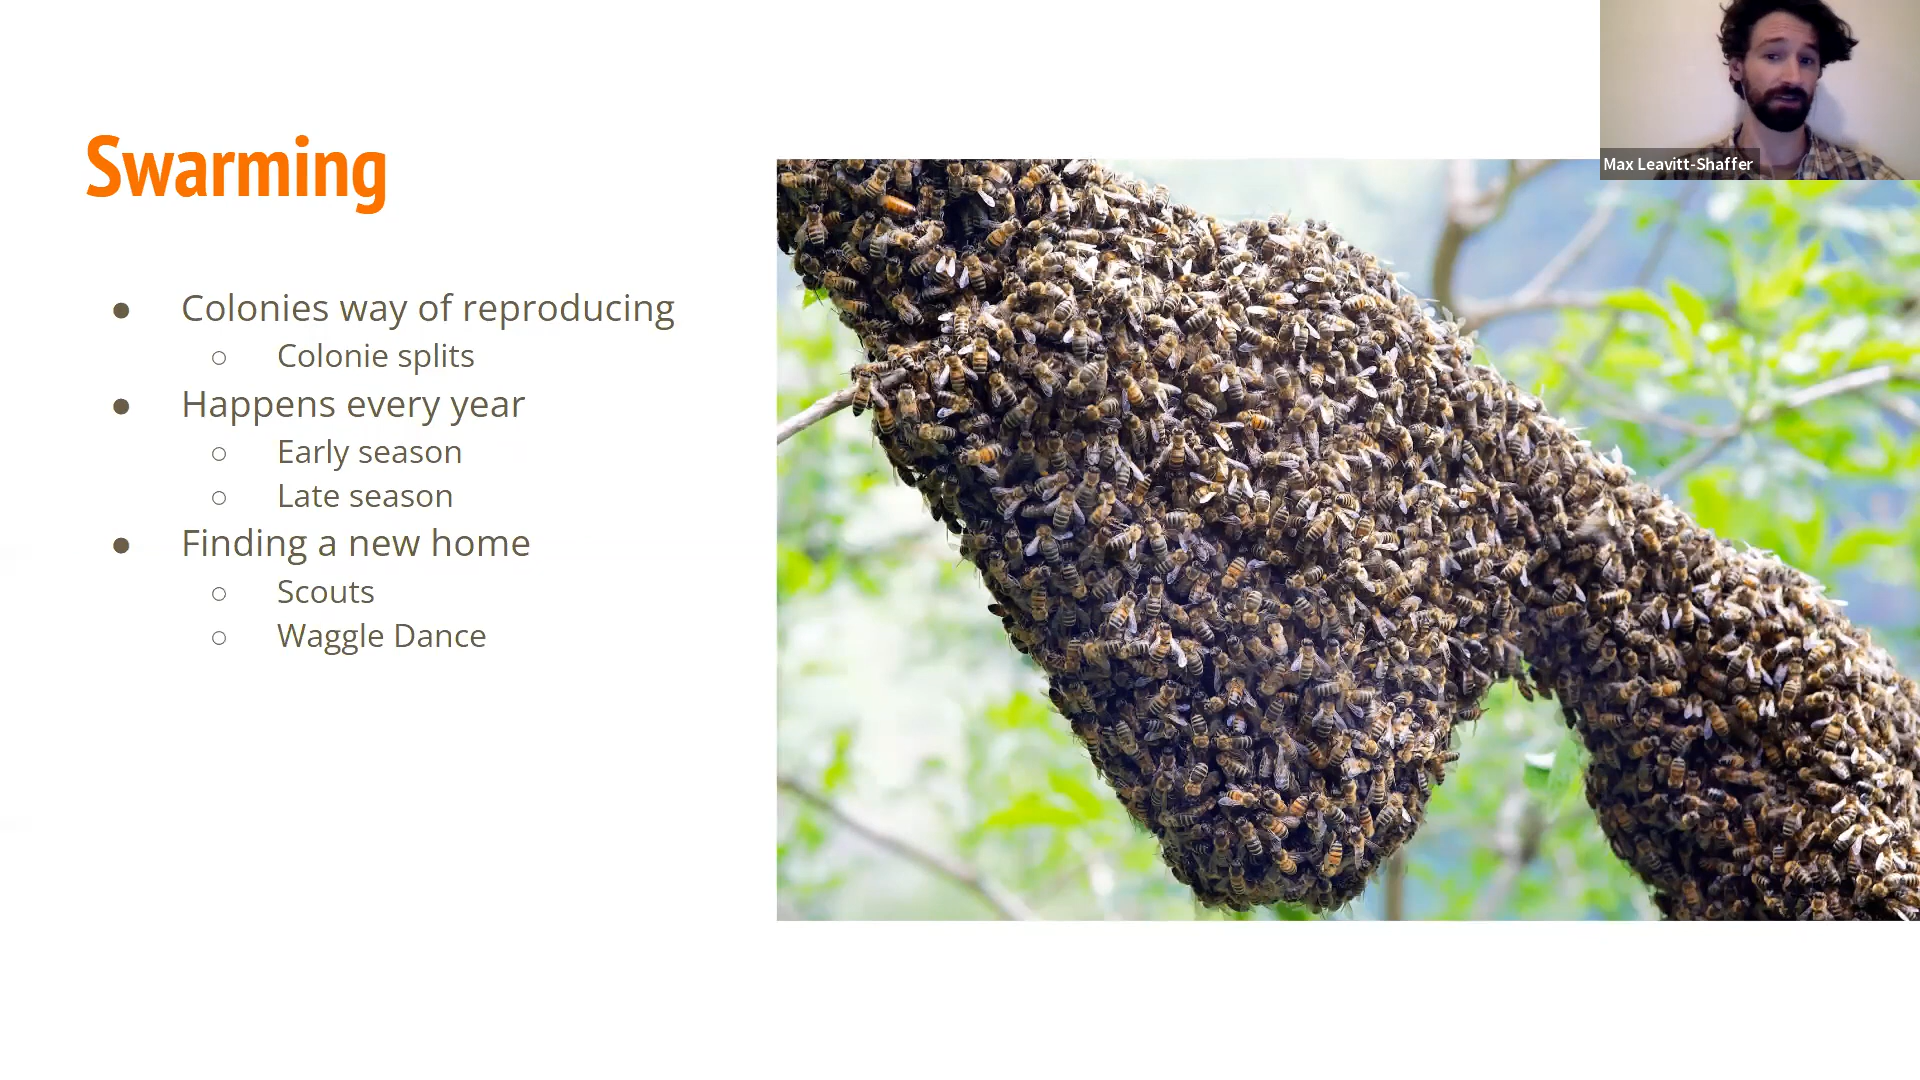 Max Leavitt-Shaffer
Swarming
● Colonies way of reproducing
○ Colonie splits
● Happens every year
○ Early season
○ Late season
● Finding a new home
○ Scouts
○ Waggle Dance